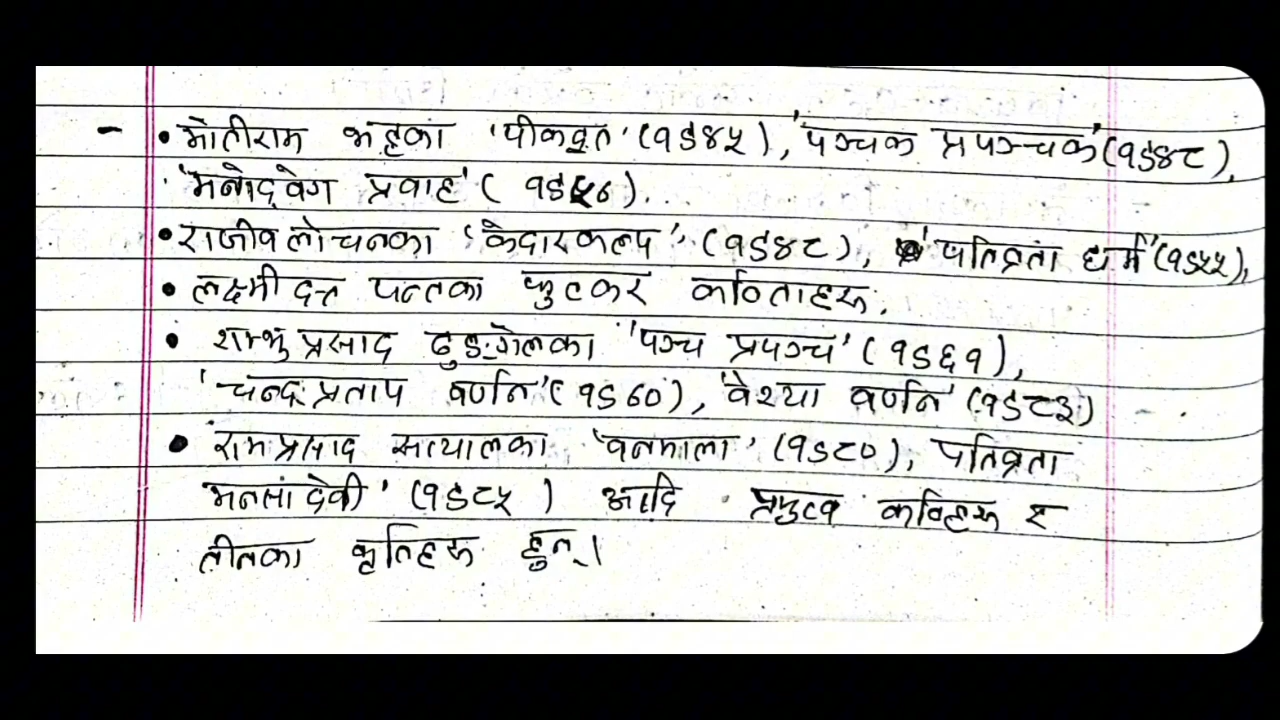 - • मोतीराम भट्टका 'पीकदूत' (१९४५), 'पञ्चक प्रपञ्चक' (१९४८),
'मनोद्वेग प्रवाह' ( १९५७).
• राजीवलोचनका 'केदारकल्प' (१९४८), 'पतिव्रता धर्म' (१९५५),
• लक्ष्मीदत्त पन्तका फुटकर कविताहरू.
• शम्भुप्रसाद ढुङ्गेलका 'पञ्च प्रपञ्च' (१९६१),
'चन्द्रप्रताप वर्णन' (१९७०), 'वेश्या वर्णन' (१९८३)
• रामप्रसाद सत्यालका 'वनमाला' (१९८०), पतिव्रता
मनसा देवी' (१९८५ ) आदि प्रमुख कविहरू र
तीनका कृतिहरू हुन् ।